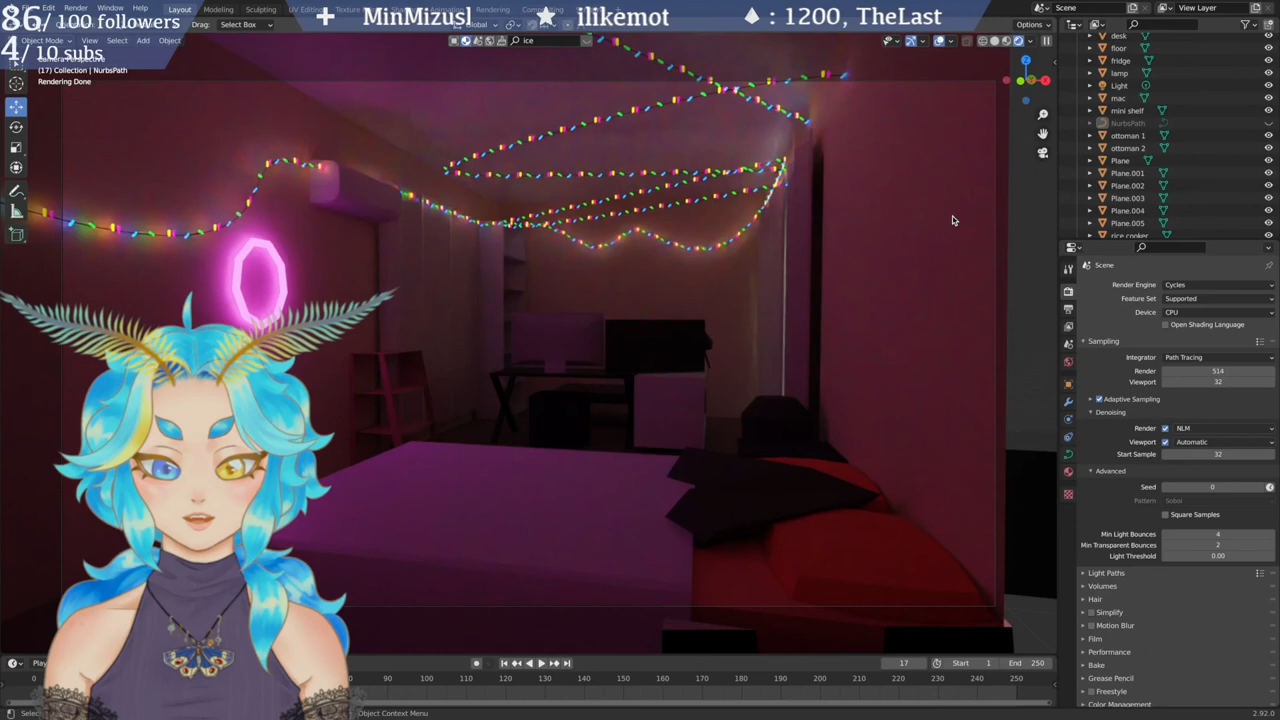 86/100 followers
4/10 subs
MinMizusl
ilikemot
: 1200, TheLast
Render
Window
Help
Layout
Modeling
Sculpting
UV Editing
Rendering
Scene
View Layer
Object Mode
View
Select
Add
Object
Drag:
Select Box
Global
ice
Options
(17) Collection | NurbsPath
Rendering Done
desk
floor
fridge
lamp
Light
mac
mini shelf
NurbsPath
ottoman 1
ottoman 2
Plane
Plane.001
Plane.002
Plane.003
Plane.004
Plane.005
rice cooker
Scene
Render Engine
Cycles
Feature Set
Supported
Device
CPU
Open Shading Language
Sampling
Integrator
Path Tracing
Render
514
Viewport
32
Adaptive Sampling
Denoising
Render
NLM
Viewport
Automatic
Start Sample
32
Advanced
Seed
0
Pattern
Sobol
Square Samples
Min Light Bounces
4
Min Transparent Bounces
2
Light Threshold
0.00
Light Paths
Volumes
Hair
Simplify
Motion Blur
Film
Performance
Bake
Grease Pencil
Freestyle
Color Management
17
Start
1
End
250
0
80
90
100
110
120
130
140
150
160
170
180
190
200
210
220
230
240
250
Object Context Menu
2.92.0